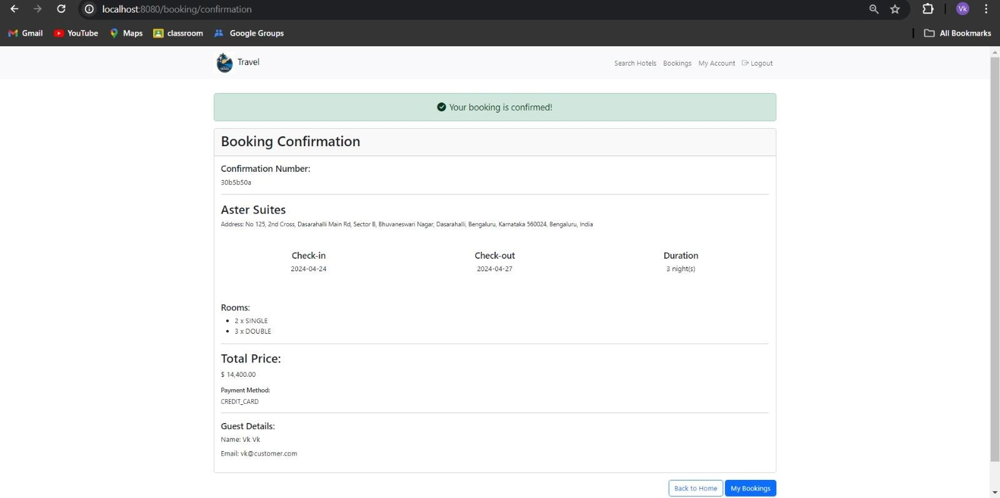 localhost:8080/booking/confirmation
Vk
Gmail YouTube Maps classroom Google Groups All Bookmarks
TRAVEL
Travel Search Hotels Bookings My Account Logout
Your booking is confirmed!
Booking Confirmation
Confirmation Number:
30b5b50a
Aster Suites
Address: No 125, 2nd Cross, Dasarahalli Main Rd, Sector B, Bhuvaneswari Nagar, Dasarahalli, Bengaluru, Karnataka 560024, Bengaluru, India
Check-in Check-out Duration
2024-04-24 2024-04-27 3 night(s)
Rooms:
2 x SINGLE
3 x DOUBLE
Total Price:
$ 14,400.00
Payment Method:
CREDIT_CARD
Guest Details:
Name: Vk Vk
Email: vk@customer.com
Back to Home My Bookings